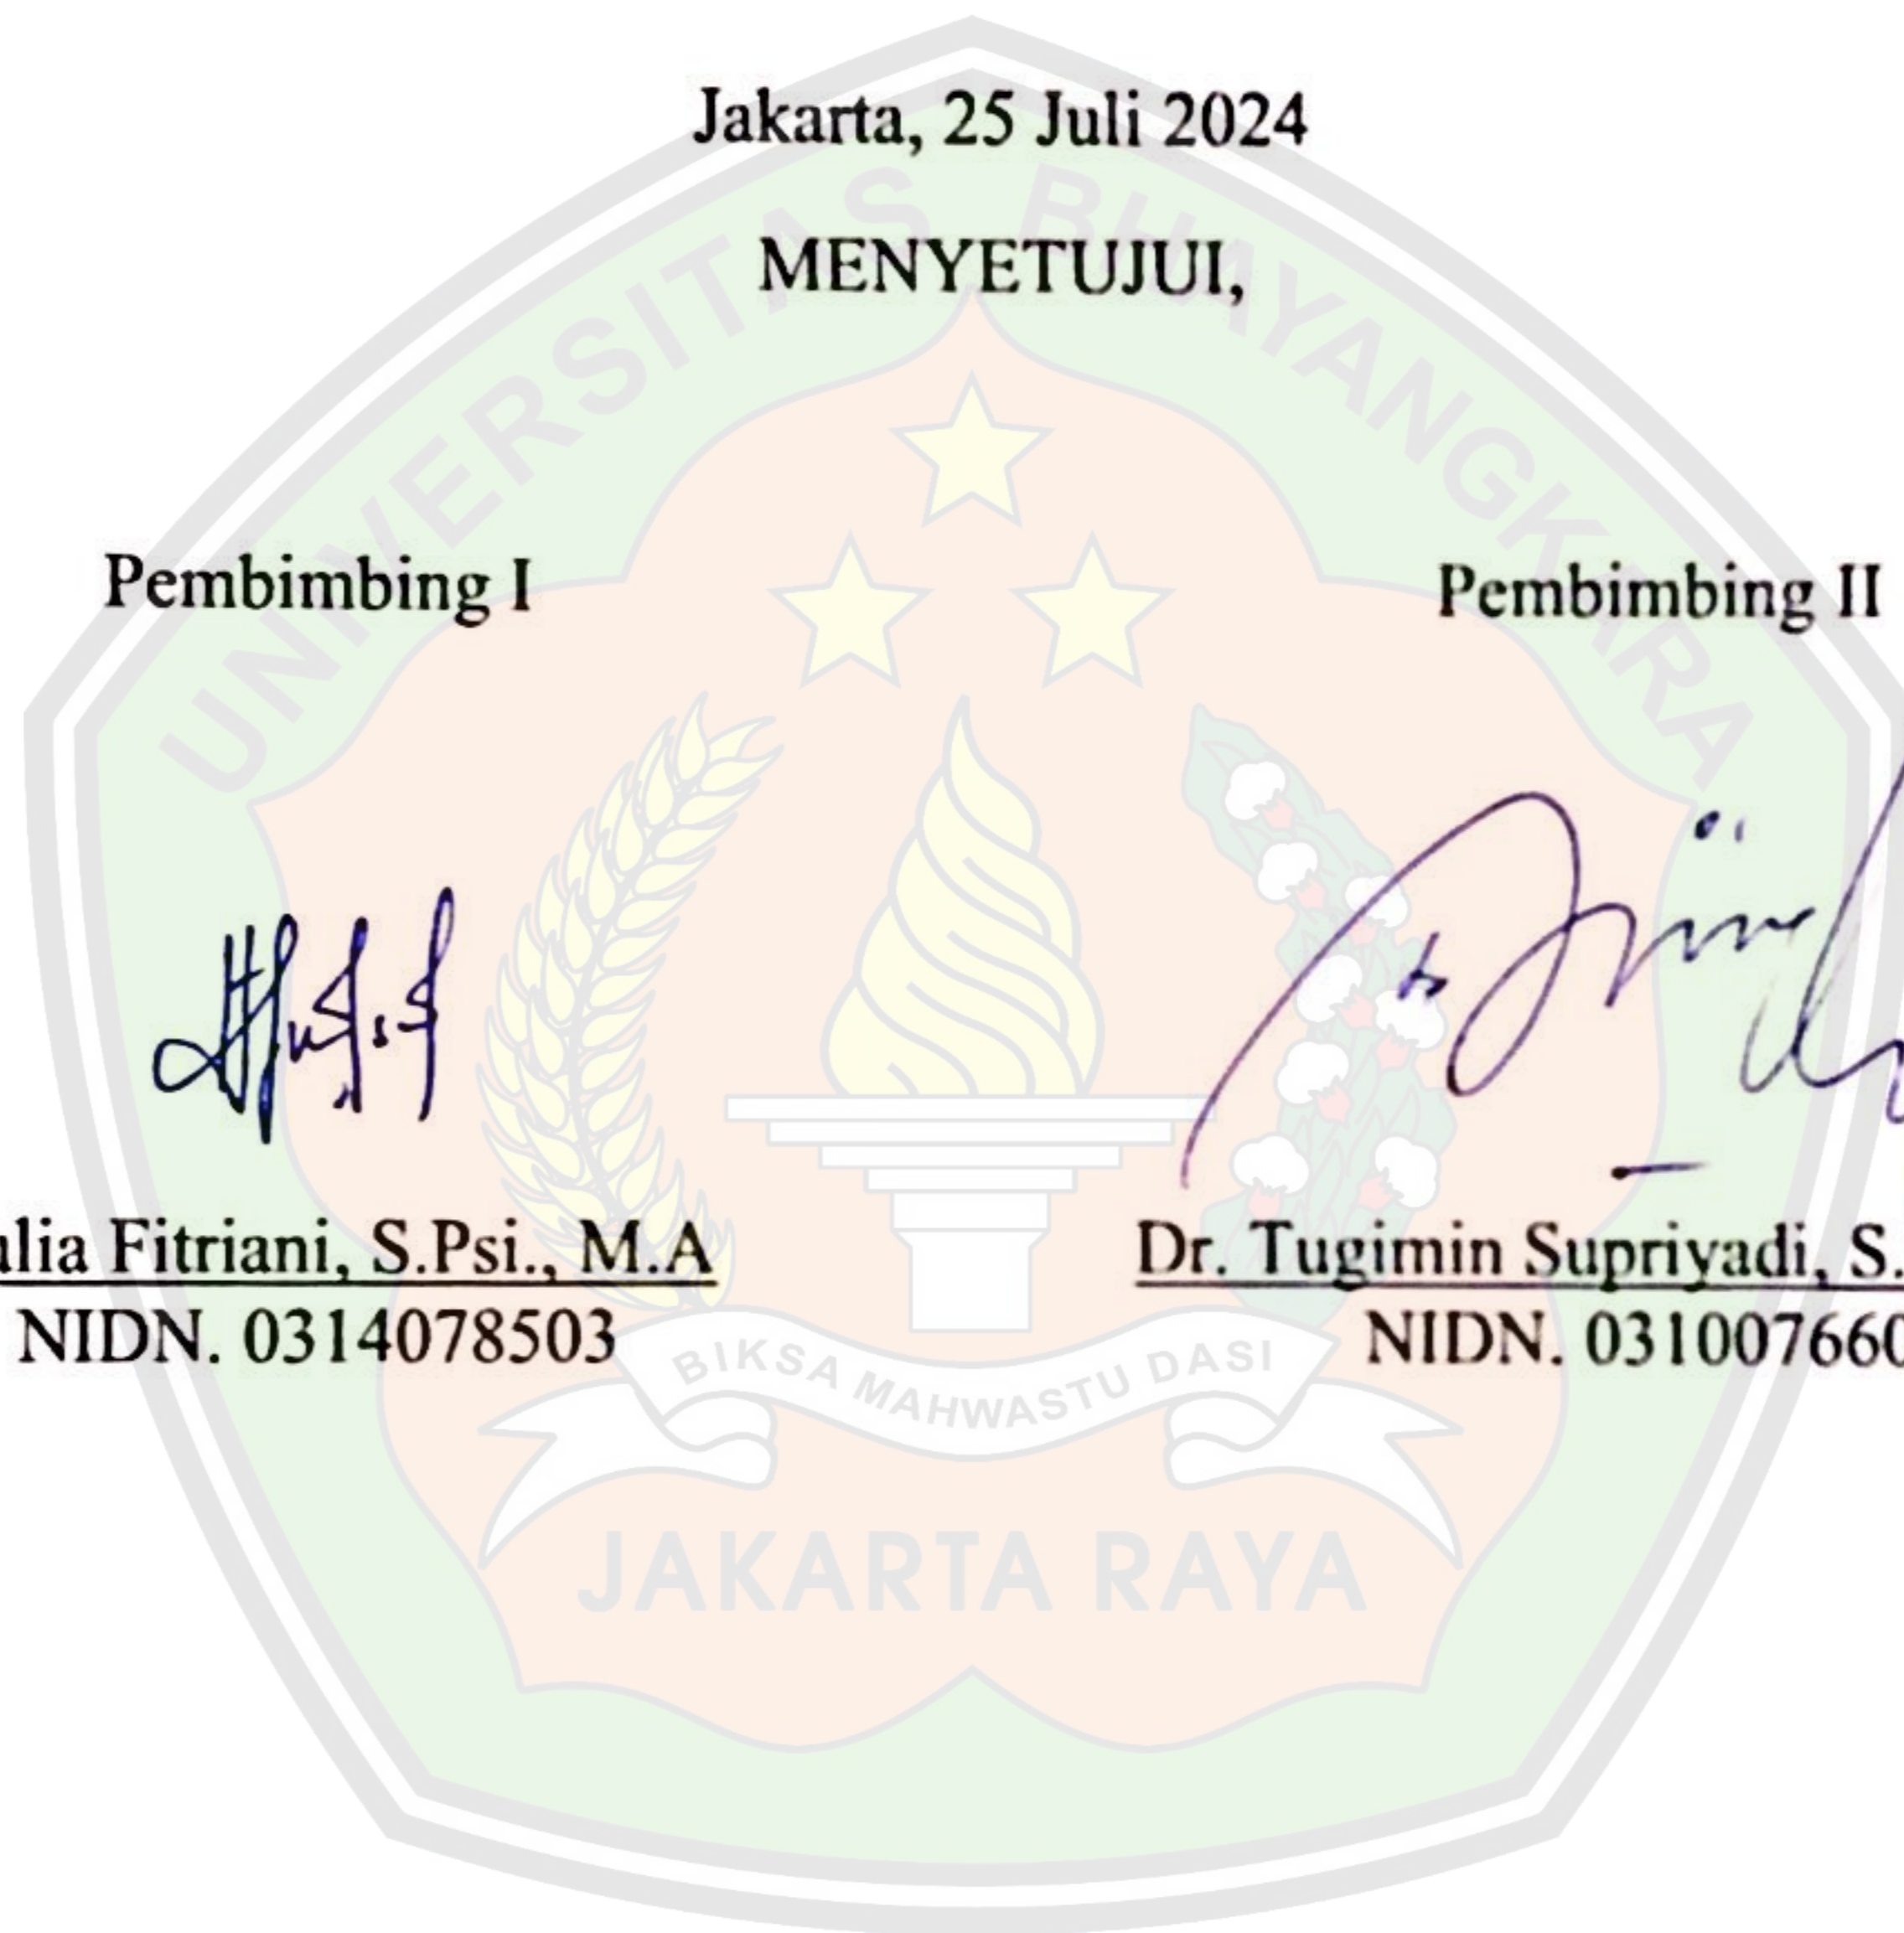 Jakarta, 25 Juli 2024
UNIVERSITAS BHAYANGKARA
MENYETUJUI,
Pembimbing I
Pembimbing II
ulia Fitriani, S.Psi., M.A
NIDN. 0314078503
Dr. Tugimin Supriyadi, S.
NIDN. 031007660
BIKSA MAHWASTU DASI
JAKARTA RAYA